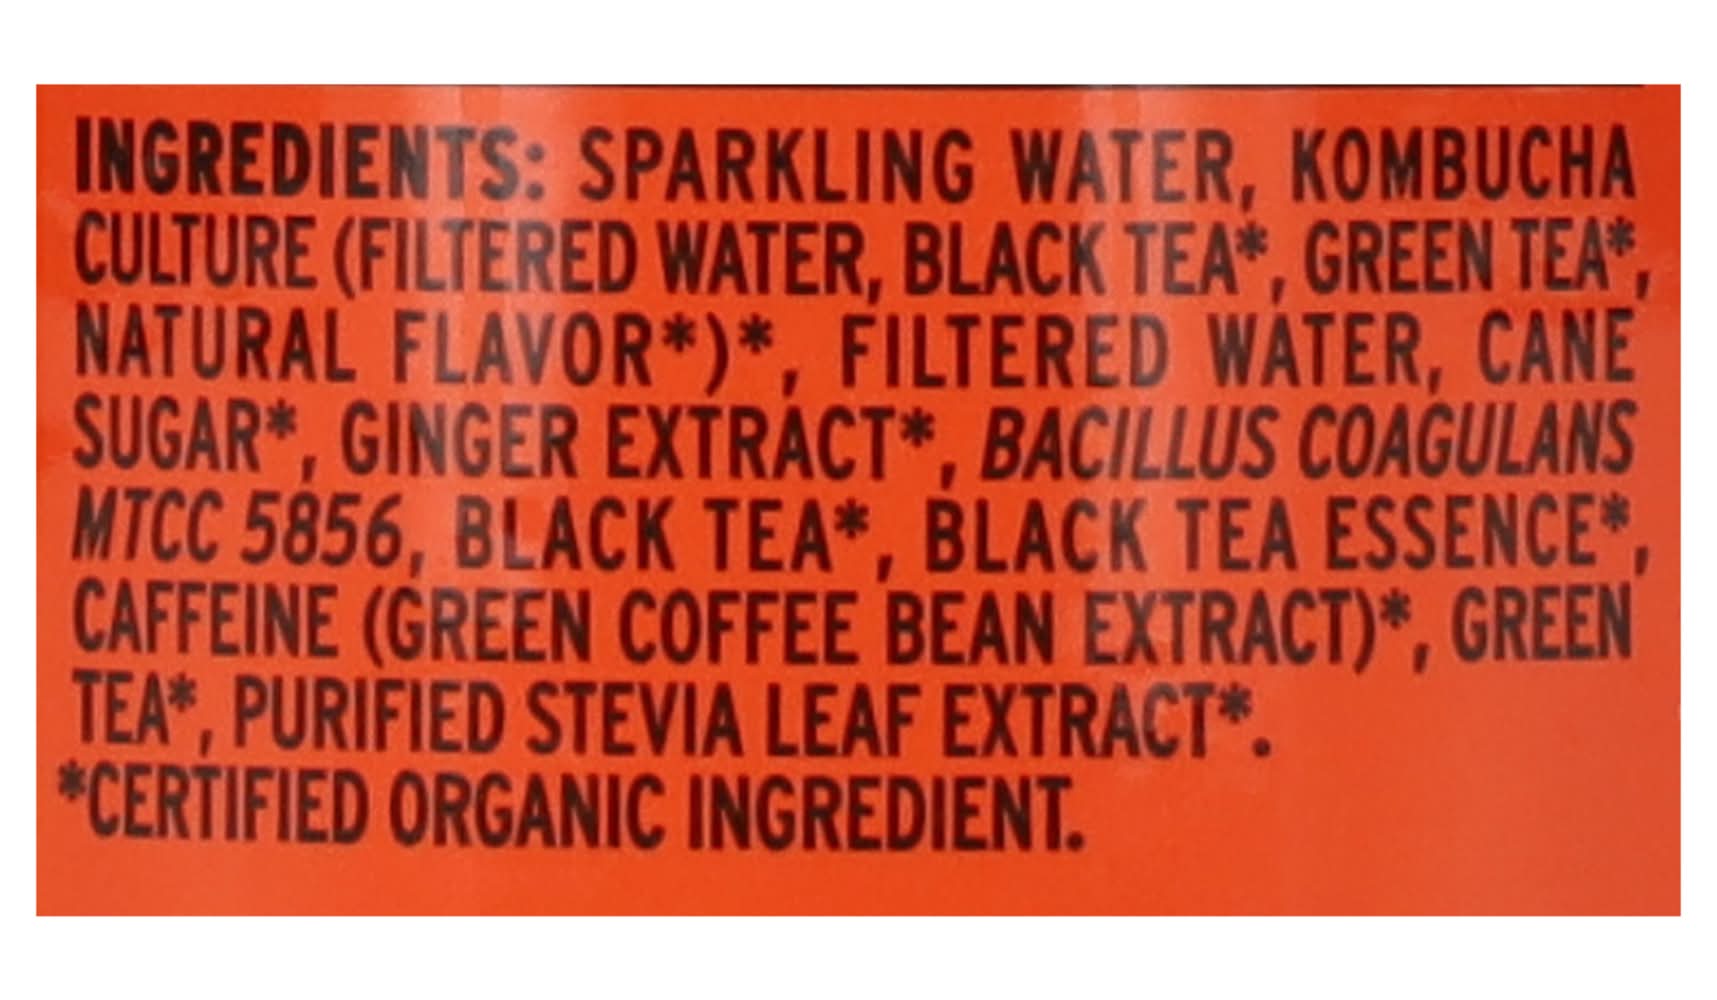 INGREDIENTS: SPARKLING WATER, KOMBUCHA
CULTURE (FILTERED WATER, BLACK TEA*, GREEN TEA*,
NATURAL FLAVOR*)*, FILTERED WATER, CANE
SUGAR*, GINGER EXTRACT*, BACILLUS COAGULANS
MTCC 5856, BLACK TEA*, BLACK TEA ESSENCE*,
CAFFEINE (GREEN COFFEE BEAN EXTRACT)*, GREEN
TEA*, PURIFIED STEVIA LEAF EXTRACT*.
*CERTIFIED ORGANIC INGREDIENT.